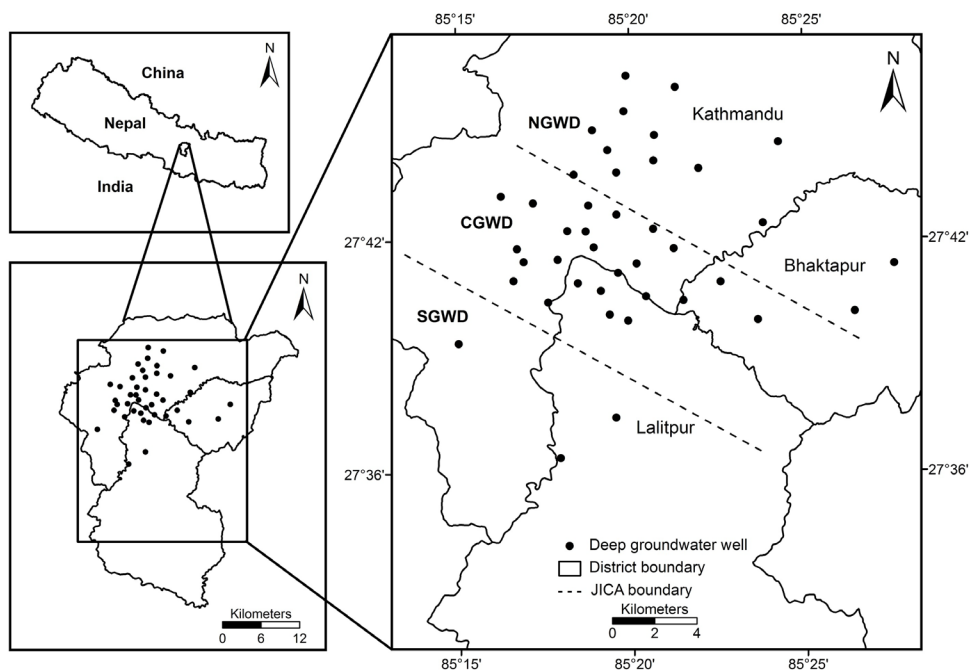 N
China
Nepal
India
N
Kilometers
0 6 12
85°15' 85°20' 85°25'
N
NGWD Kathmandu
CGWD
27°42' 27°42'
Bhaktapur
SGWD
Lalitpur
27°36' 27°36'
Deep groundwater well
District boundary
JICA boundary
Kilometers
0 2 4
85°15' 85°20' 85°25'